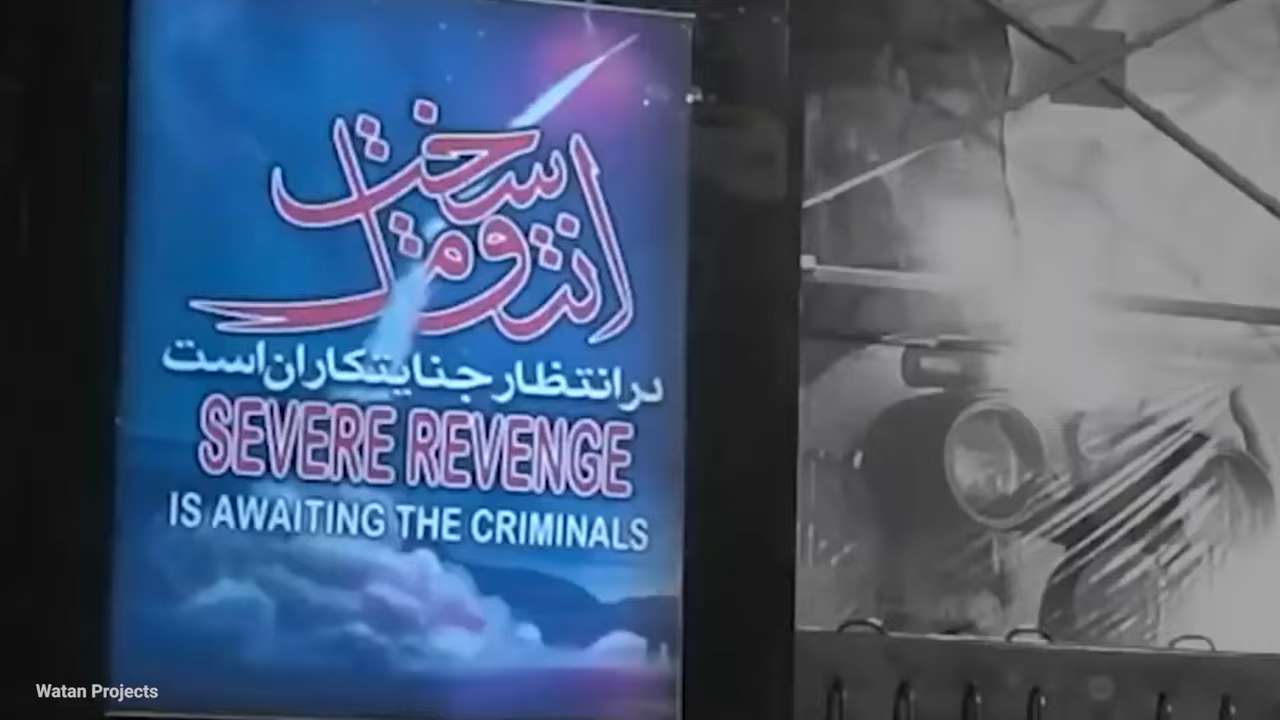 انتقام سخت
در انتظار جنایتکاران است
SEVERE REVENGE
IS AWAITING THE CRIMINALS
Watan Projects